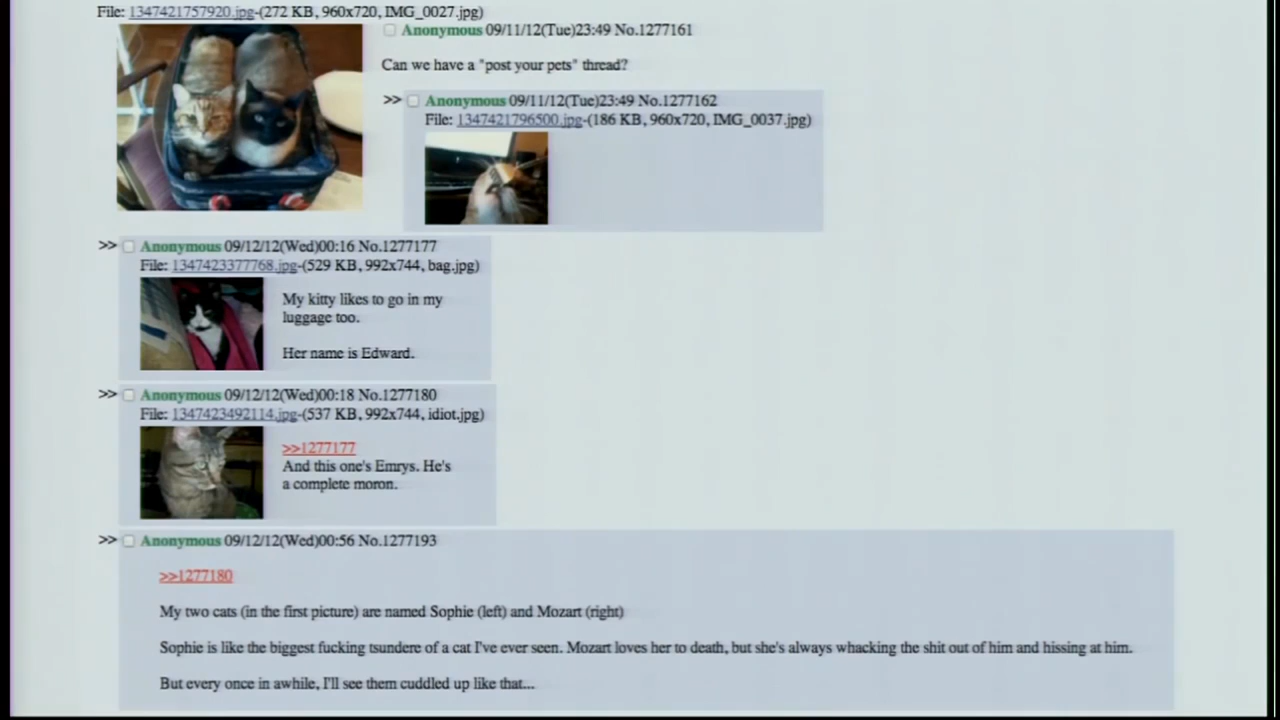 File: 1347421757920.jpg-(272 KB, 960x720, IMG_0027.jpg)
Anonymous 09/11/12(Tue)23:49 No.1277161
Can we have a "post your pets" thread?
>> Anonymous 09/11/12(Tue)23:49 No.1277162
File: 1347421796500.jpg-(186 KB, 960x720, IMG_0037.jpg)
>> Anonymous 09/12/12(Wed)00:16 No.1277177
File: 1347423377768.jpg-(529 KB, 992x744, bag.jpg)
My kitty likes to go in my
luggage too.
Her name is Edward.
>> Anonymous 09/12/12(Wed)00:18 No.1277180
File: 1347423492114.jpg-(537 KB, 992x744, idiot.jpg)
>>1277177
And this one's Emrys. He's
a complete moron.
>> Anonymous 09/12/12(Wed)00:56 No.1277193
>>1277180
My two cats (in the first picture) are named Sophie (left) and Mozart (right)
Sophie is like the biggest fucking tsundere of a cat I've ever seen. Mozart loves her to death, but she's always whacking the shit out of him and hissing at him.
But every once in awhile, I'll see them cuddled up like that...